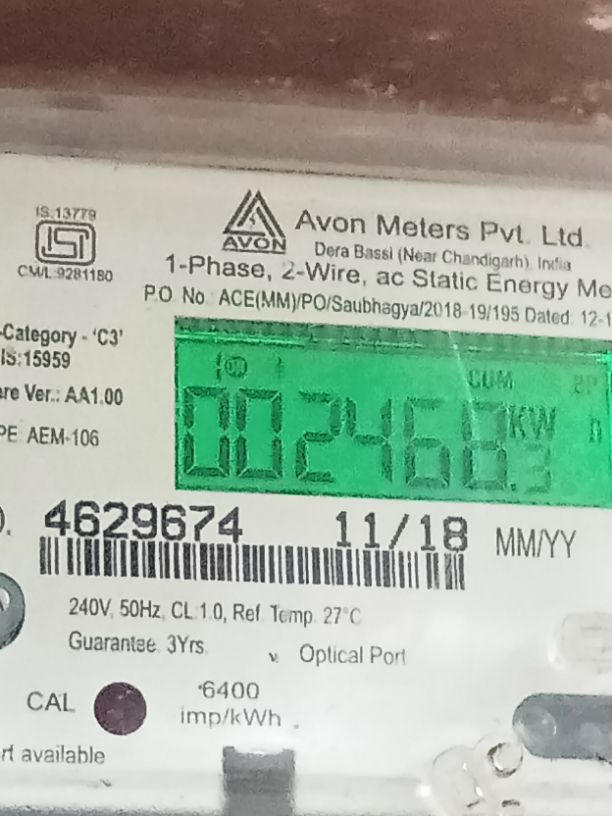 IS.13779
CM/L 9281180
AVON
Avon Meters Pvt. Ltd.
Dera Bassi (Near Chandigarh), India
1-Phase, 2-Wire, ac Static Energy Me
P.O. No. ACE(MM)/PO/Saubhagya/2018-19/195 Dated: 12-1
-Category - 'C3'
IS:15959
are Ver.: AA1.00
PE AEM-106
CUM
002468.3 KWh
4629674 11/18 MM/YY
240V, 50Hz, CL 1.0, Ref. Temp. 27°C
Guarantee 3Yrs.
Optical Port
CAL
6400
imp/kWh
rt available